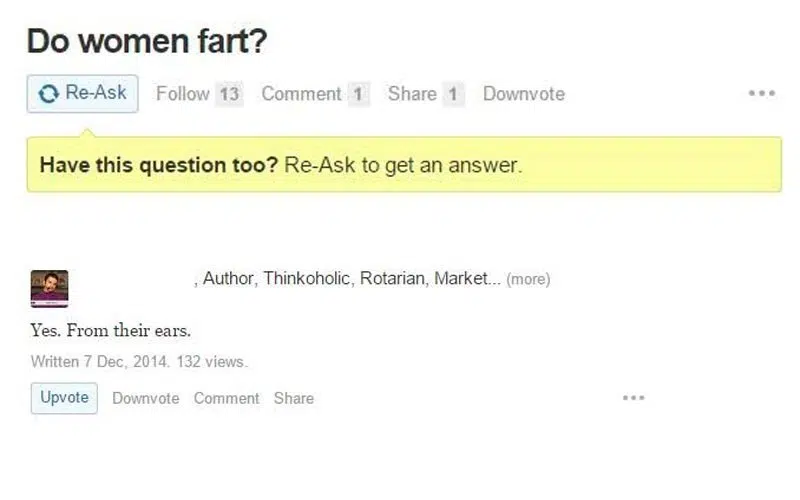 Do women fart?
Re-Ask Follow 13 Comment 1 Share 1 Downvote
Have this question too? Re-Ask to get an answer.
, Author, Thinkoholic, Rotarian, Market... (more)
Yes. From their ears.
Written 7 Dec, 2014. 132 views.
Upvote Downvote Comment Share